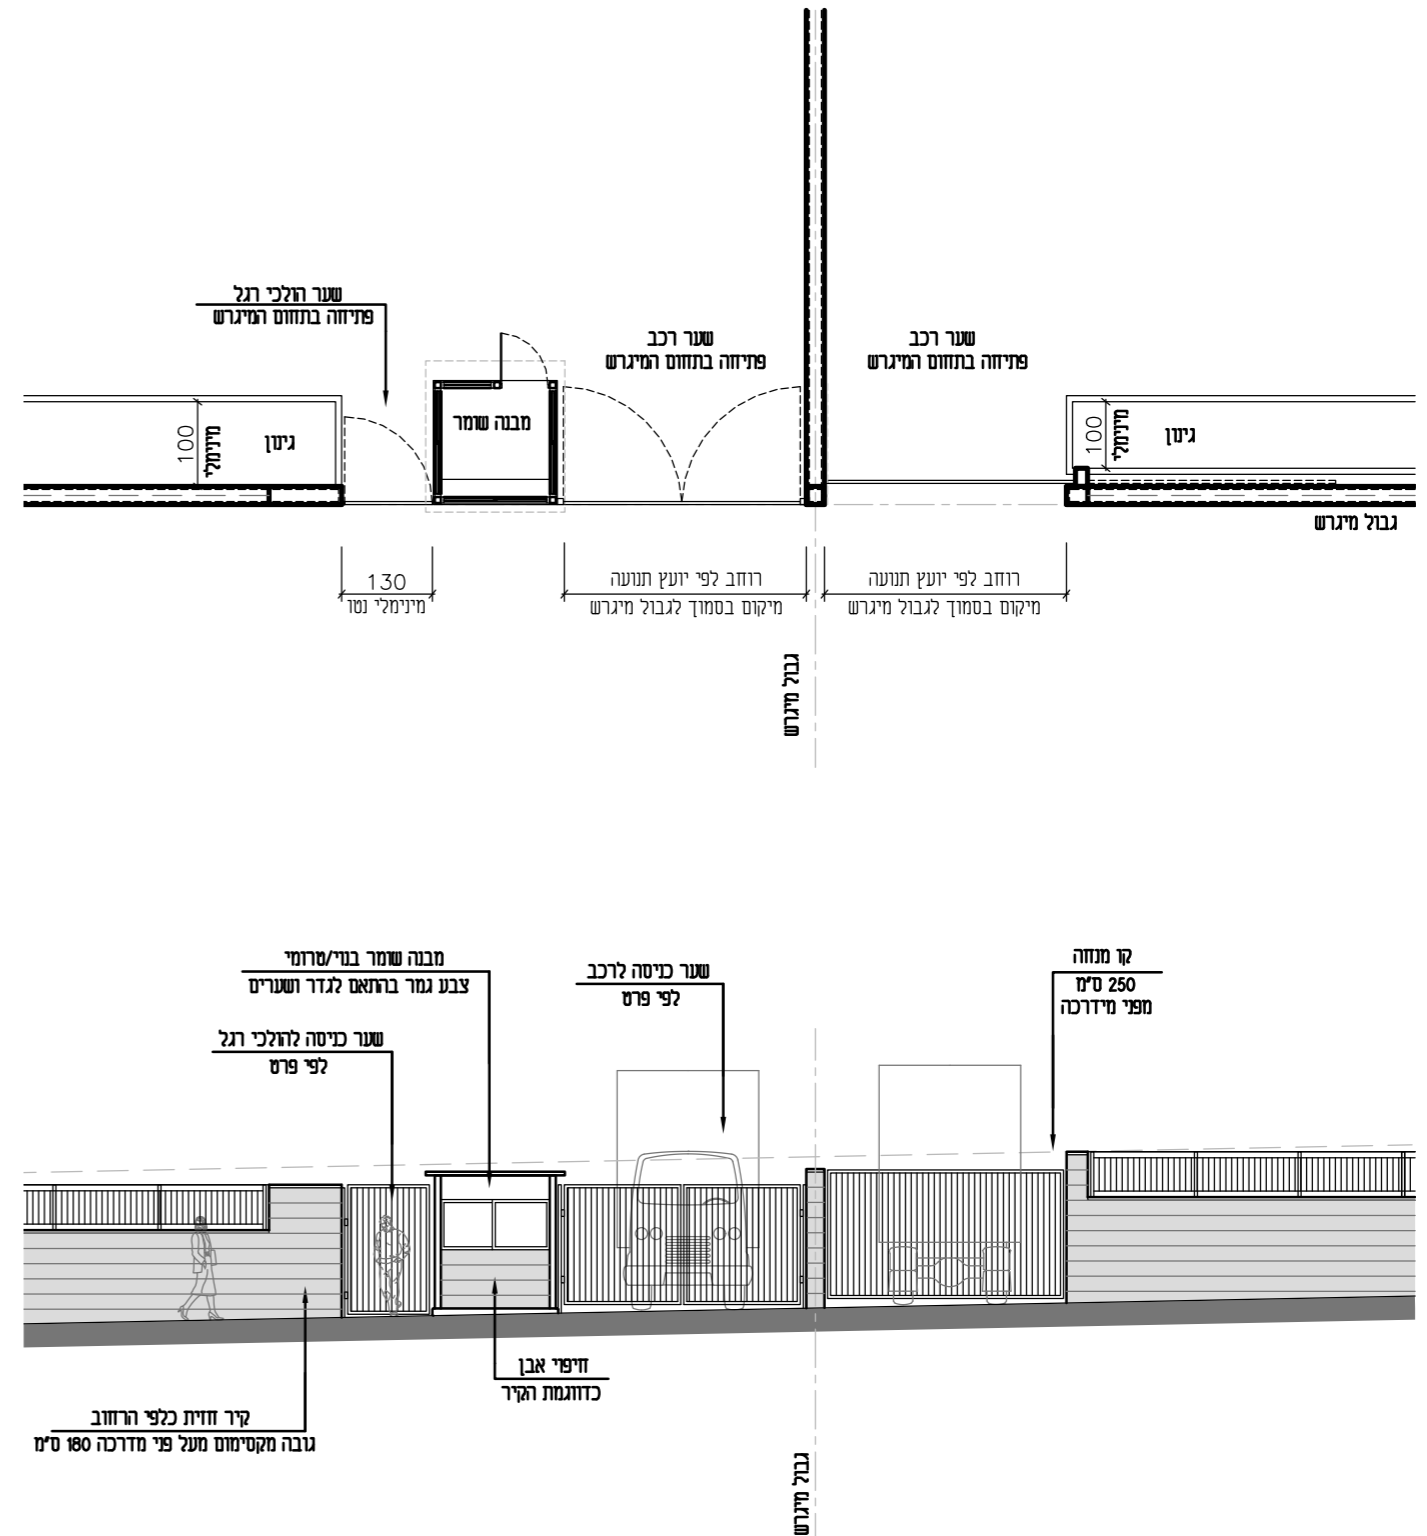 שער הולכי רגל
פתיחה בתחום המיגרש
שער רכב
פתיחה בתחום המיגרש
שער רכב
פתיחה בתחום המיגרש
מבנה שומר
גינון
100
מינימלי
גינון
100
מינימלי
גבול מיגרש
130
מינימלי נטו
רוחב לפי יועץ תנועה
מיקום בסמוך לגבול מיגרש
רוחב לפי יועץ תנועה
מיקום בסמוך לגבול מיגרש
גבול מיגרש
קו מנחה
250 ס"מ
מפני מידרכה
שער כניסה לרכב
לפי פרט
מבנה שומר בנוי/טרומי
צבע גמר בהתאם לגדר ושערים
שער כניסה להולכי רגל
לפי פרט
חיפוי אבן
כדווגמת הקיר
קיר חזית כלפי הרחוב
גובה מקסימום מעל פני מדרכה 180 ס"מ
גבול מיגרש